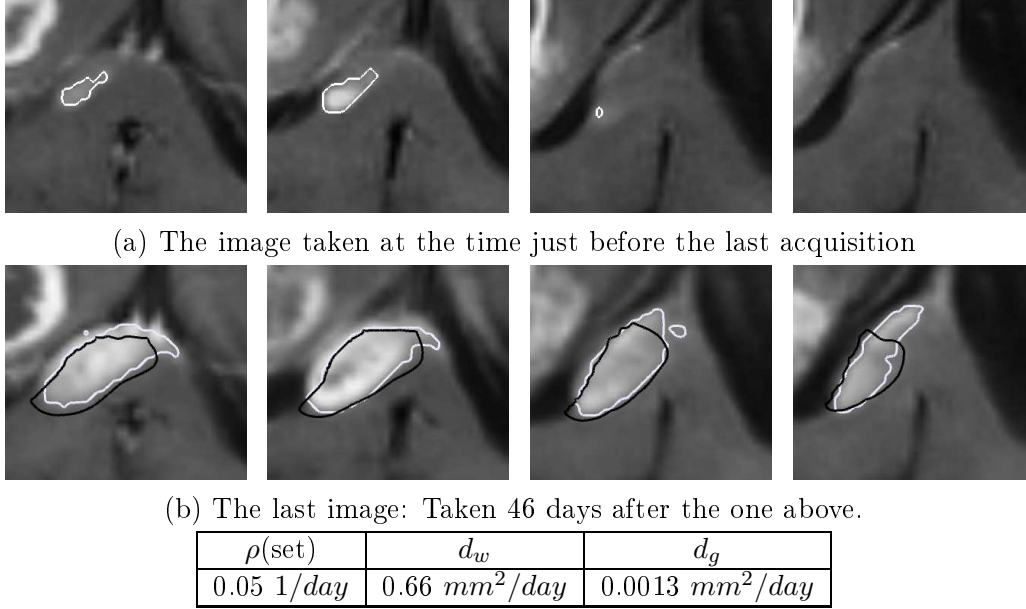 (a) The image taken at the time just before the last acquisition
(b) The last image: Taken 46 days after the one above.
ρ(set) d_w d_g
0.05 1/day 0.66 mm²/day 0.0013 mm²/day